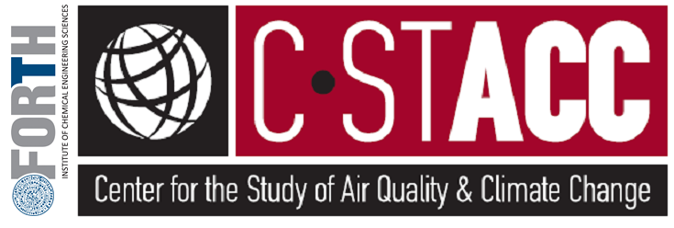 FORTH
INSTITUTE OF CHEMICAL ENGINEERING SCIENCES
C·STACC
Center for the Study of Air Quality & Climate Change